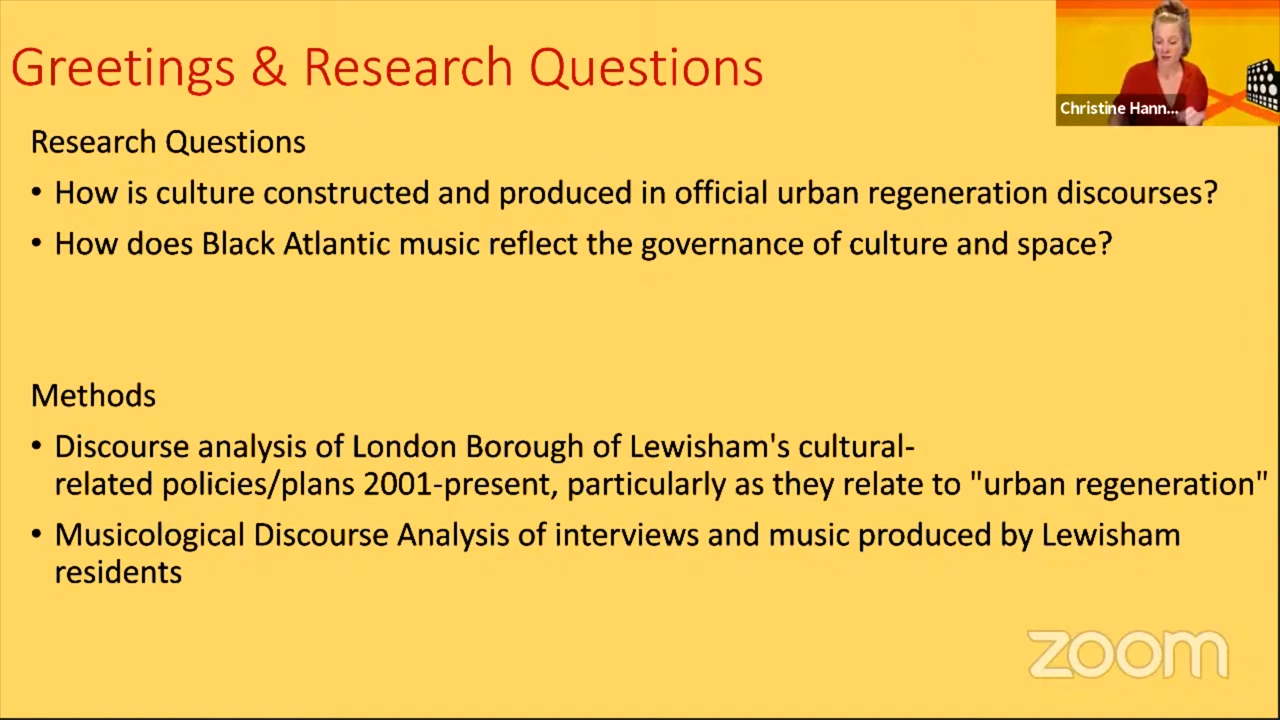 Greetings & Research Questions
Christine Hann...
Research Questions
• How is culture constructed and produced in official urban regeneration discourses?
• How does Black Atlantic music reflect the governance of culture and space?
Methods
• Discourse analysis of London Borough of Lewisham's cultural-
related policies/plans 2001-present, particularly as they relate to "urban regeneration"
• Musicological Discourse Analysis of interviews and music produced by Lewisham
residents
zoom